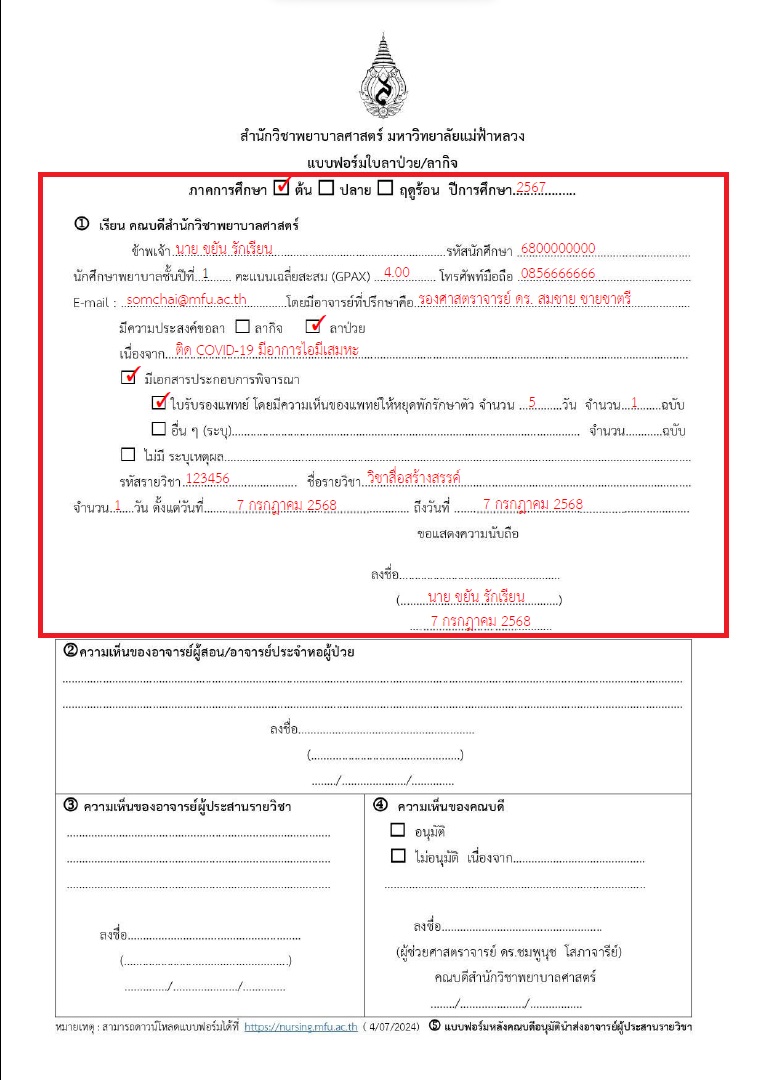 สำนักวิชาพยาบาลศาสตร์ มหาวิทยาลัยแม่ฟ้าหลวง
แบบฟอร์มใบลาป่วย/ลากิจ
ภาคการศึกษา ☑ ต้น ☐ ปลาย ☐ ฤดูร้อน ปีการศึกษา 2567
① เรียน คณบดีสำนักวิชาพยาบาลศาสตร์
ข้าพเจ้า นาย ขยัน รักเรียน รหัสนักศึกษา 6800000000
นักศึกษาพยาบาลชั้นปีที่ 1 คะแนนเฉลี่ยสะสม (GPAX) 4.00 โทรศัพท์มือถือ 0856666666
E-mail : somchai@mfu.ac.th โดยมีอาจารย์ที่ปรึกษาคือ รองศาสตราจารย์ ดร. สมชาย ชายชาตรี
มีความประสงค์ขอลา ☐ ลากิจ ☑ ลาป่วย
เนื่องจาก ติด COVID-19 มีอาการไอมีเสมหะ
☑ มีเอกสารประกอบการพิจารณา
☑ ใบรับรองแพทย์ โดยมีความเห็นของแพทย์ให้หยุดพักรักษาตัว จำนวน 5 วัน จำนวน 1 ฉบับ
☐ อื่น ๆ (ระบุ) จำนวน ฉบับ
☐ ไม่มี ระบุเหตุผล
รหัสรายวิชา 123456 ชื่อรายวิชา วิชาสื่อสร้างสรรค์
จำนวน 1 วัน ตั้งแต่วันที่ 7 กรกฎาคม 2568 ถึงวันที่ 7 กรกฎาคม 2568
ขอแสดงความนับถือ
ลงชื่อ
(นาย ขยัน รักเรียน)
7 กรกฎาคม 2568
② ความเห็นของอาจารย์ผู้สอน/อาจารย์ประจำหอผู้ป่วย
ลงชื่อ
( )
/ /
③ ความเห็นของอาจารย์ผู้ประสานรายวิชา
ลงชื่อ
( )
/ /
④ ความเห็นของคณบดี
☐ อนุมัติ
☐ ไม่อนุมัติ เนื่องจาก
ลงชื่อ
(ผู้ช่วยศาสตราจารย์ ดร.ชมพูนุช โสภาจารีย์)
คณบดีสำนักวิชาพยาบาลศาสตร์
/ /
หมายเหตุ : สามารถดาวน์โหลดแบบฟอร์มได้ที่ https://nursing.mfu.ac.th ( 4/07/2024) ⑤ แบบฟอร์มหลังคณบดีอนุมัตินำส่งอาจารย์ผู้ประสานรายวิชา